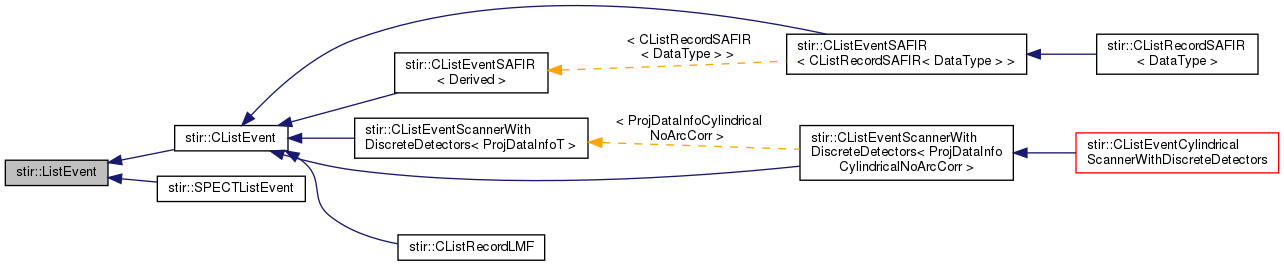 stir::ListEvent
stir::CListEvent
stir::SPECTListEvent
stir::CListEventSAFIR
< Derived >
stir::CListEventScannerWith
DiscreteDetectors< ProjDataInfoT >
stir::CListRecordLMF
< CListRecordSAFIR
< DataType > >
< ProjDataInfoCylindrical
NoArcCorr >
stir::CListEventSAFIR
< CListRecordSAFIR< DataType > >
stir::CListEventScannerWith
DiscreteDetectors< ProjDataInfo
CylindricalNoArcCorr >
stir::CListRecordSAFIR
< DataType >
stir::CListEventCylindrical
ScannerWithDiscreteDetectors